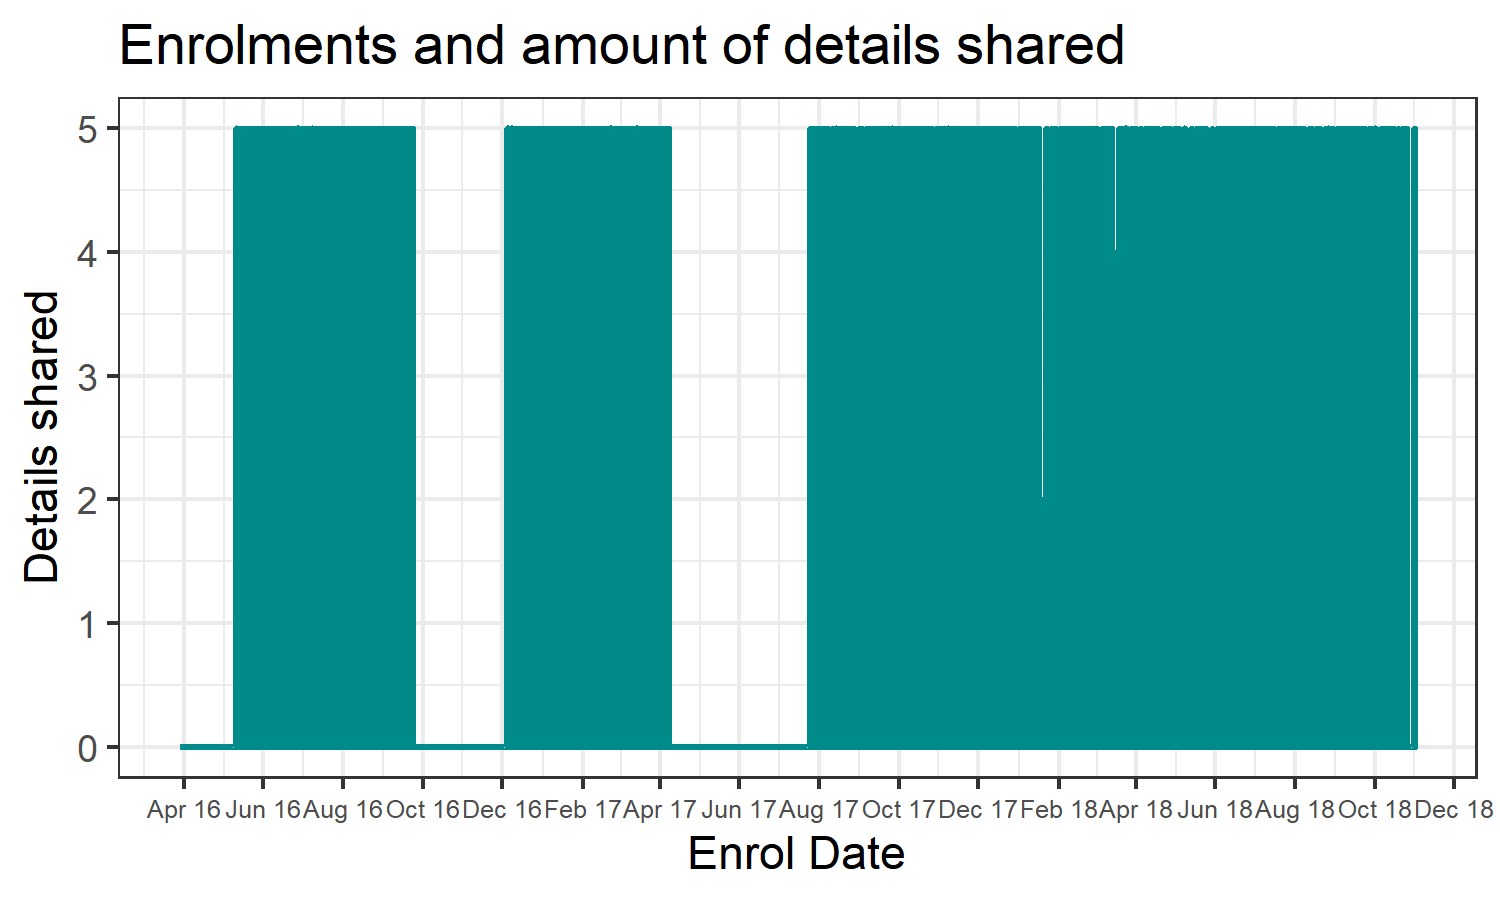 Enrolments and amount of details shared
5
4
3
2
1
0
Details shared
Apr 16 Jun 16 Aug 16 Oct 16 Dec 16 Feb 17 Apr 17 Jun 17 Aug 17 Oct 17 Dec 17 Feb 18 Apr 18 Jun 18 Aug 18 Oct 18 Dec 18
Enrol Date